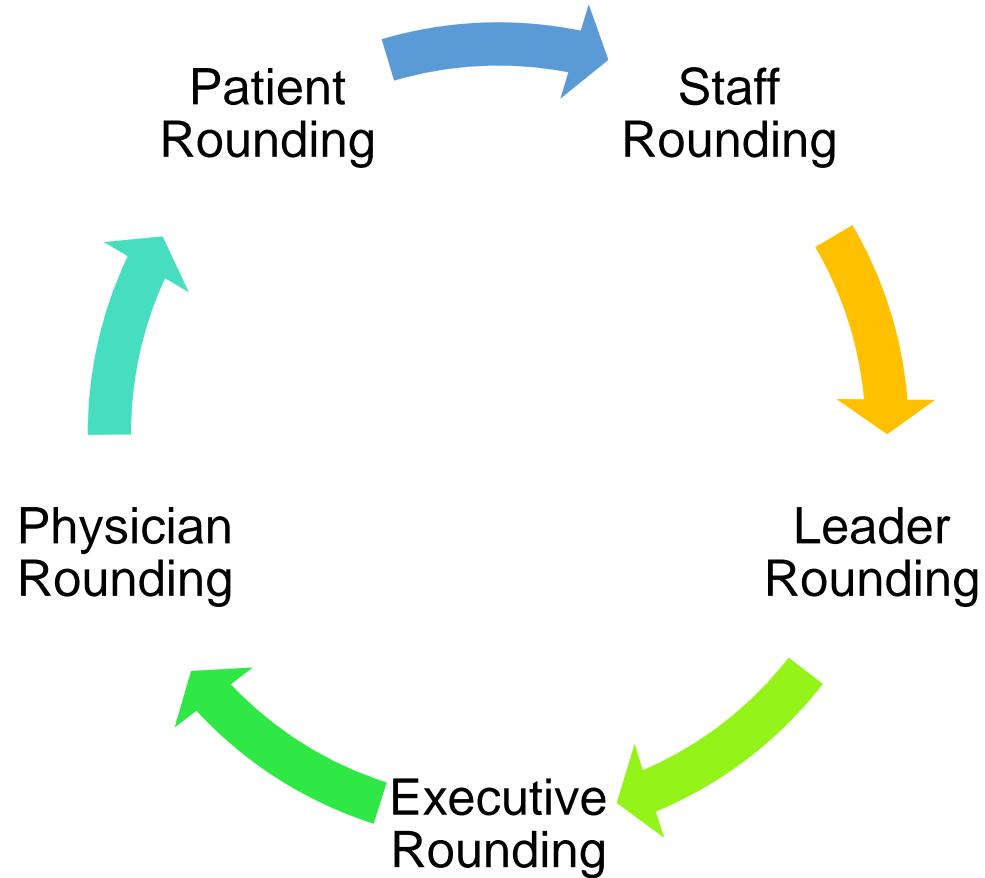 Patient
Rounding
Staff
Rounding
Leader
Rounding
Executive
Rounding
Physician
Rounding